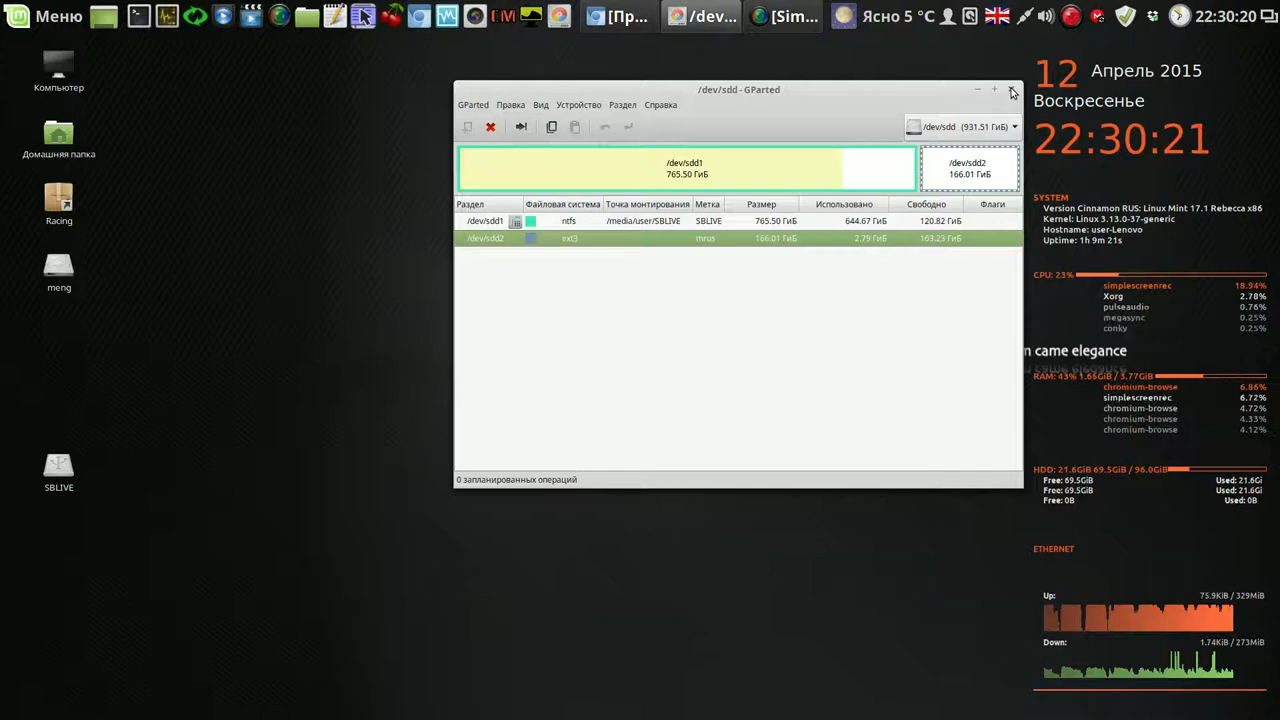 Меню
[Пр...
/dev...
[Sim...
Ясно 5 °C
22:30:20
Компьютер
Домашняя папка
Racing
meng
SBLIVE
/dev/sdd - GParted
GParted Правка Вид Устройство Раздел Справка
/dev/sdd (931.51 ГиБ)
/dev/sdd1
765.50 ГиБ
/dev/sdd2
166.01 ГиБ
Раздел Файловая система Точка монтирования Метка Размер Использовано Свободно Флаги
/dev/sdd1 ntfs /media/user/SBLIVE SBLIVE 765.50 ГиБ 644.67 ГиБ 120.82 ГиБ
/dev/sdd2 ext3 mrus 166.01 ГиБ 2.79 ГиБ 163.23 ГиБ
0 запланированных операций
12 Апрель 2015
Воскресенье
22:30:21
SYSTEM
Version Cinnamon RUS: Linux Mint 17.1 Rebecca x86
Kernel: Linux 3.13.0-37-generic
Hostname: user-Lenovo
Uptime: 1h 9m 21s
CPU: 23%
simplescreenrec 18.94%
Xorg 2.78%
pulseaudio 0.76%
megasync 0.25%
conky 0.25%
m came elegance
RAM: 43% 1.66GiB / 3.77GiB
chromium-browse 6.86%
simplescreenrec 6.72%
chromium-browse 4.72%
chromium-browse 4.33%
chromium-browse 4.12%
HDD: 21.6GiB 69.5GiB / 96.0GiB
Free: 69.5GiB Used: 21.6Gi
Free: 69.5GiB Used: 21.6Gi
Free: 0B Used: 0B
ETHERNET
Up: 75.9KiB / 329MiB
Down: 1.74KiB / 273MiB